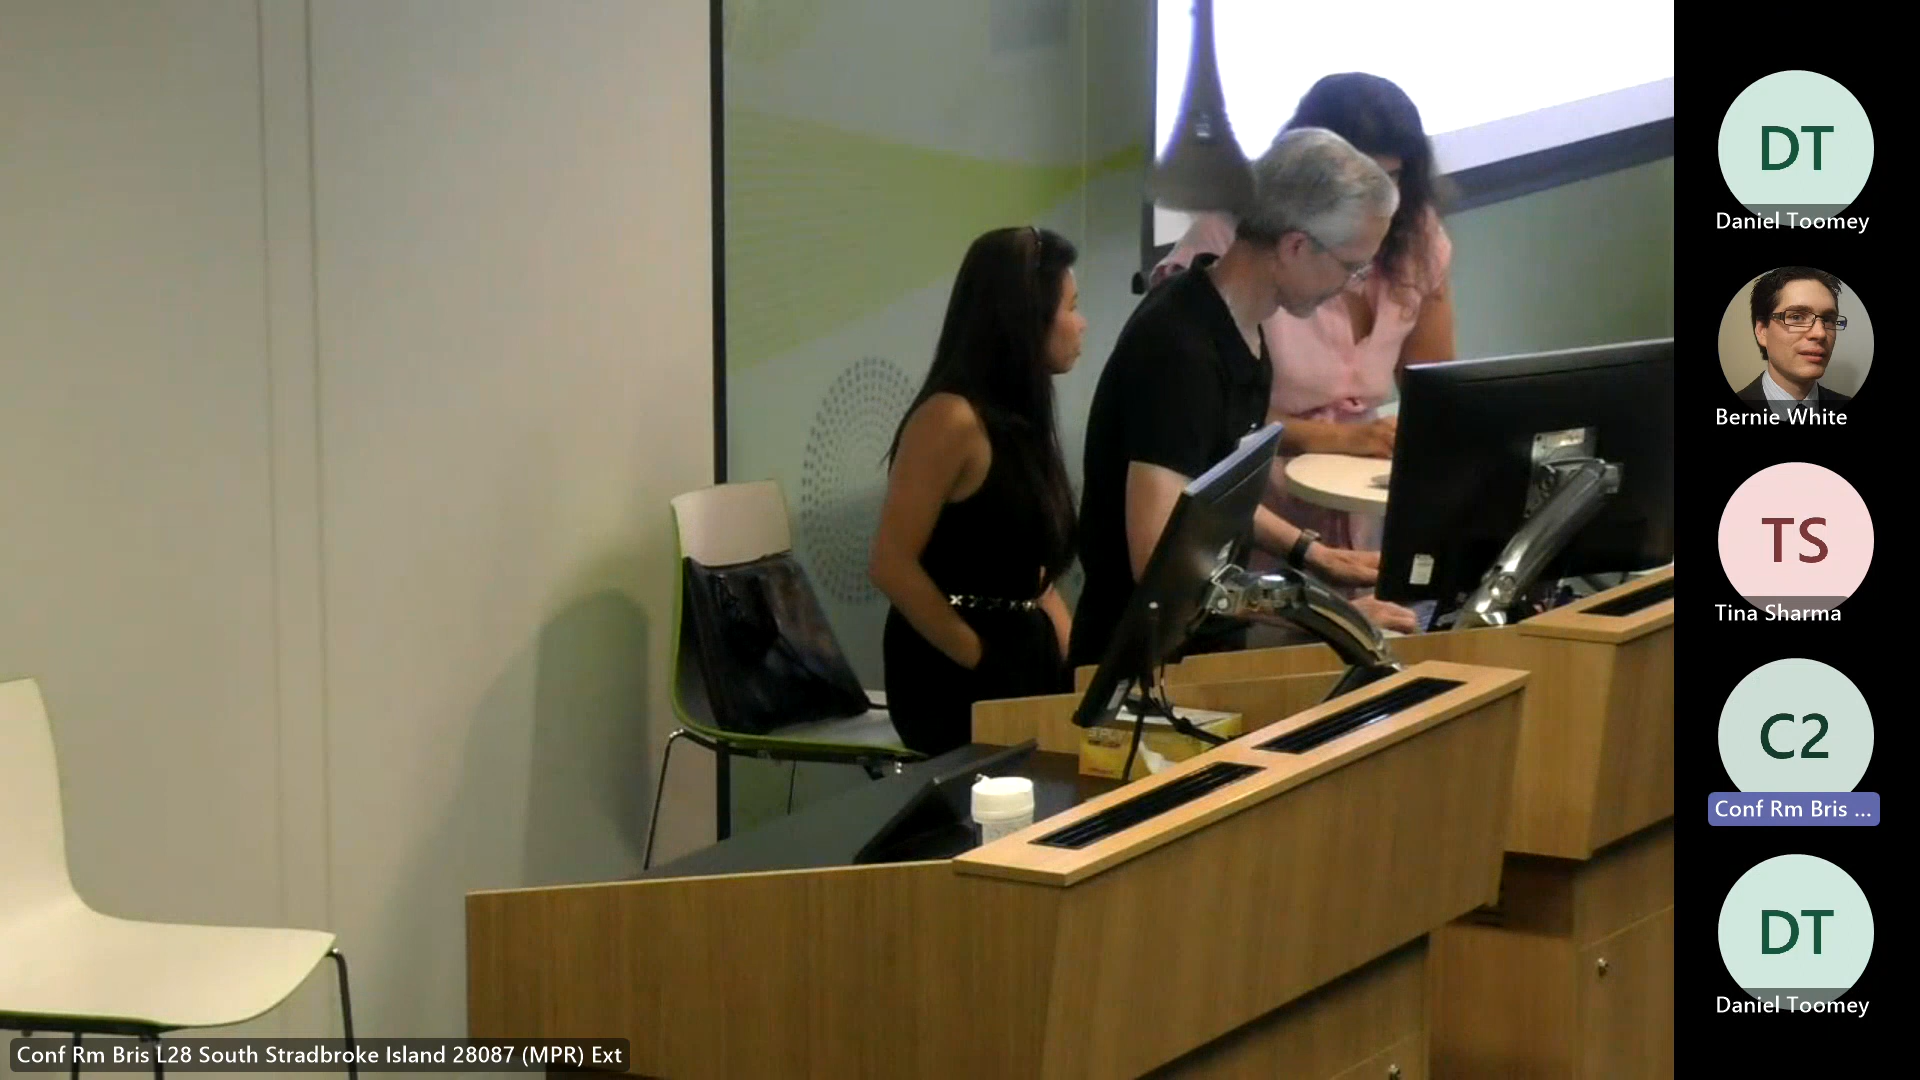 DT
Daniel Toomey
Bernie White
TS
Tina Sharma
C2
Conf Rm Bris ...
DT
Daniel Toomey
Conf Rm Bris L28 South Stradbroke Island 28087 (MPR) Ext